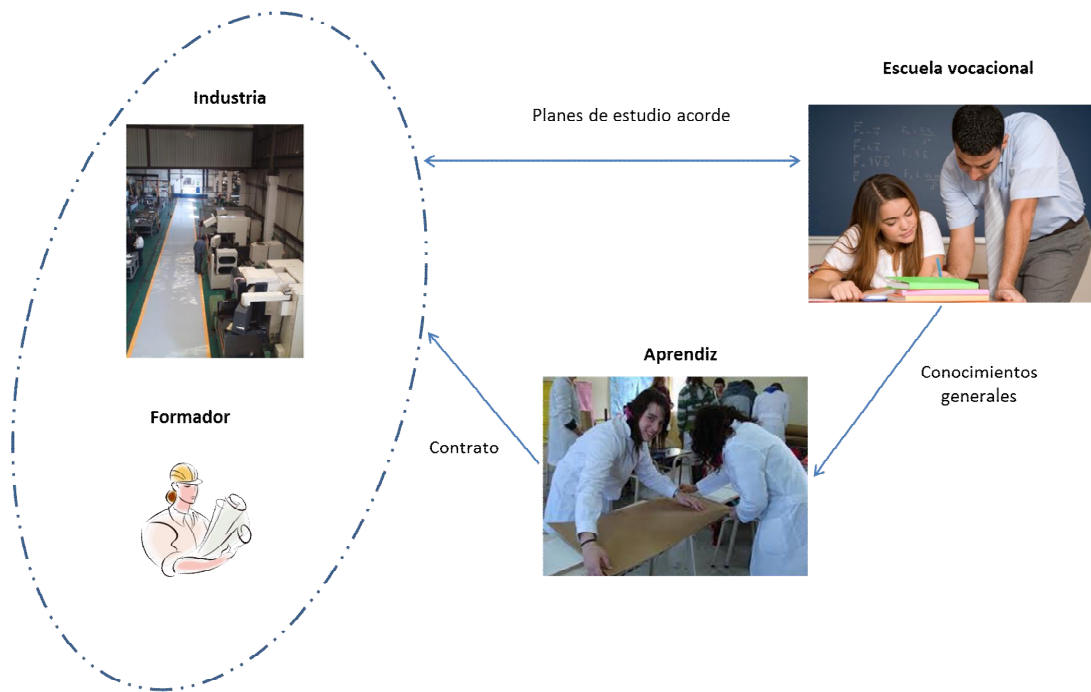 Escuela vocacional
Industria
Planes de estudio acorde
Aprendiz
Conocimientos
generales
Formador
Contrato